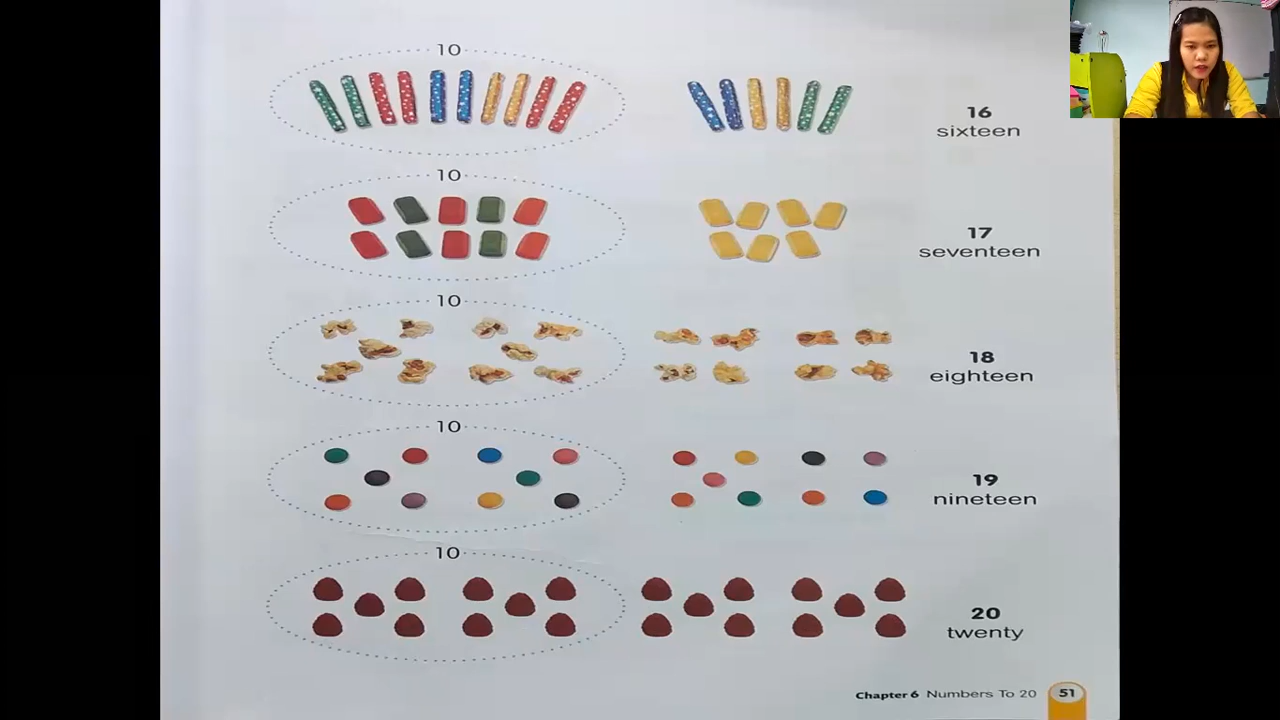 10
16
sixteen
10
17
seventeen
10
18
eighteen
10
19
nineteen
10
20
twenty
Chapter 6 Numbers To 20 51